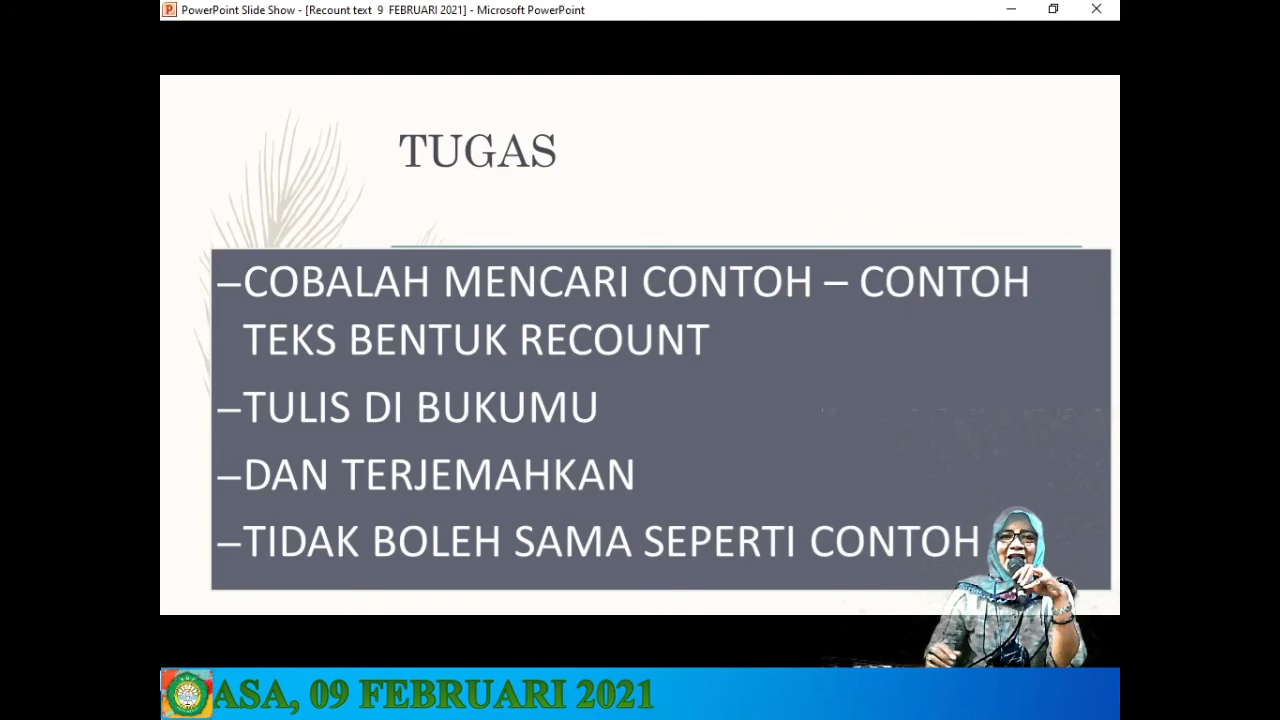 PowerPoint Slide Show - [Recount text 9 FEBRUARI 2021] - Microsoft PowerPoint
TUGAS
–COBALAH MENCARI CONTOH – CONTOH
TEKS BENTUK RECOUNT
–TULIS DI BUKUMU
–DAN TERJEMAHKAN
–TIDAK BOLEH SAMA SEPERTI CONTOH
ASA, 09 FEBRUARI 2021